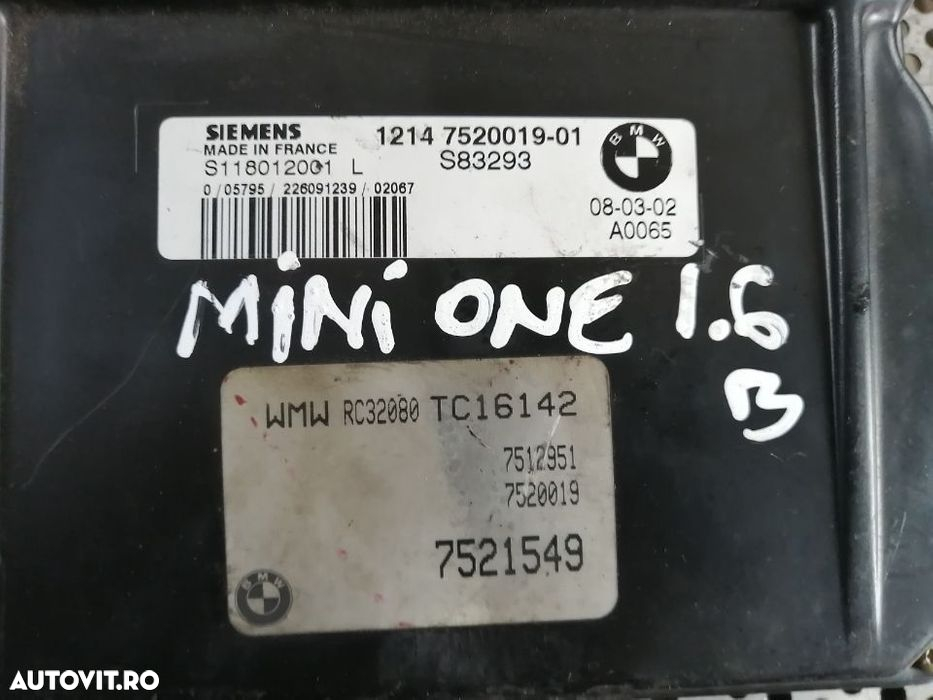 SIEMENS
MADE IN FRANCE
S118012001 L
0 / 05795 / 226091239 / 02067
1214 7520019-01
S83293
BMW
08-03-02
A0065
MINI ONE 1.6
B
WMW RC32080 TC16142
7512951
7520019
7521549
BMW
AUTOVIT.RO